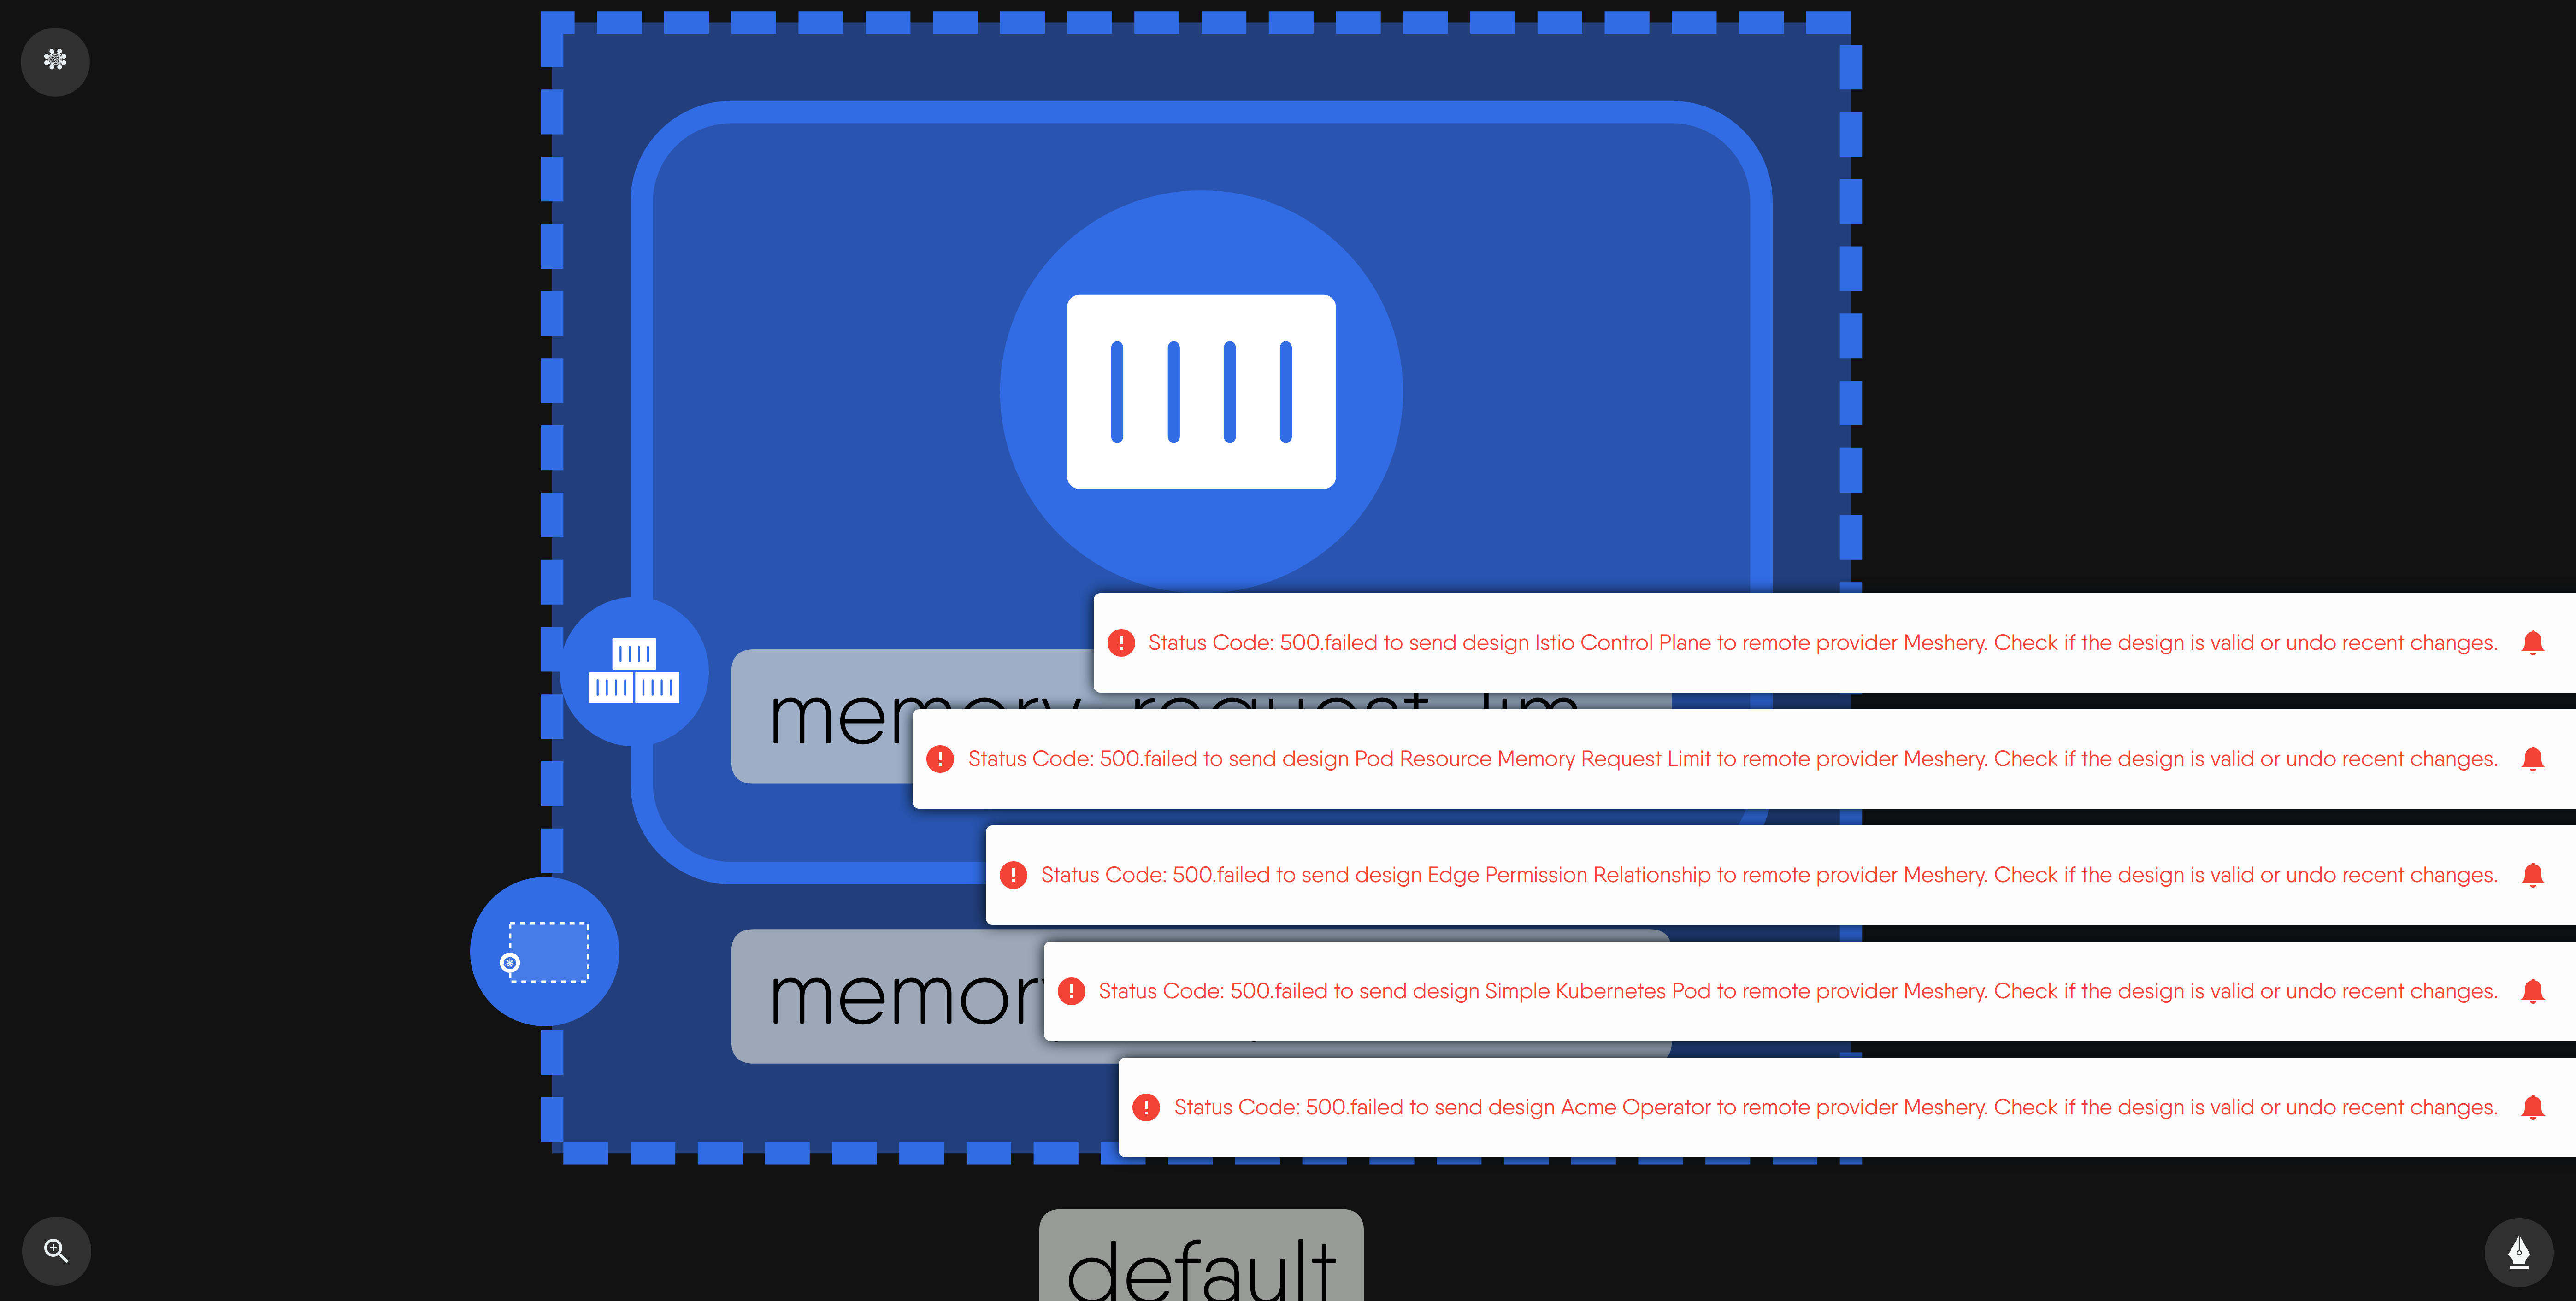 Status Code: 500.failed to send design Istio Control Plane to remote provider Meshery. Check if the design is valid or undo recent changes.
memory_request_lim
Status Code: 500.failed to send design Pod Resource Memory Request Limit to remote provider Meshery. Check if the design is valid or undo recent changes.
Status Code: 500.failed to send design Edge Permission Relationship to remote provider Meshery. Check if the design is valid or undo recent changes.
memory
Status Code: 500.failed to send design Simple Kubernetes Pod to remote provider Meshery. Check if the design is valid or undo recent changes.
Status Code: 500.failed to send design Acme Operator to remote provider Meshery. Check if the design is valid or undo recent changes.
default